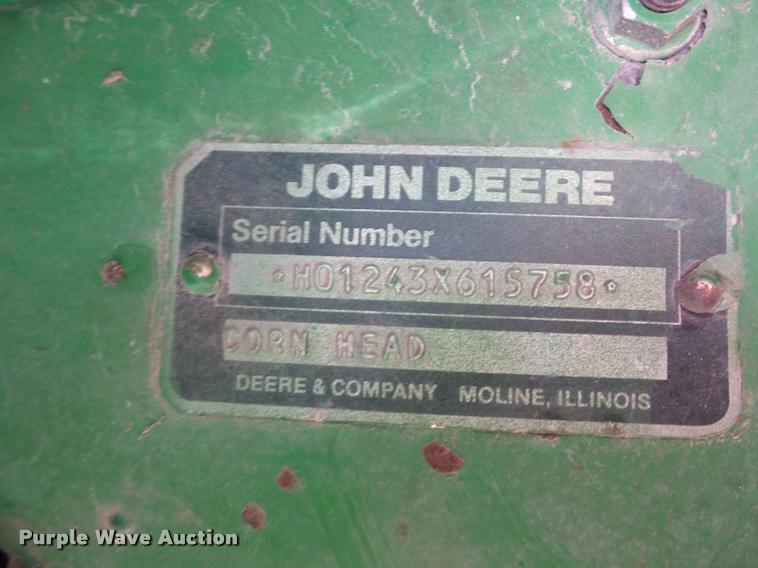 JOHN DEERE
Serial Number
*H01243X615758*
CORN HEAD
DEERE & COMPANY MOLINE, ILLINOIS
Purple Wave Auction